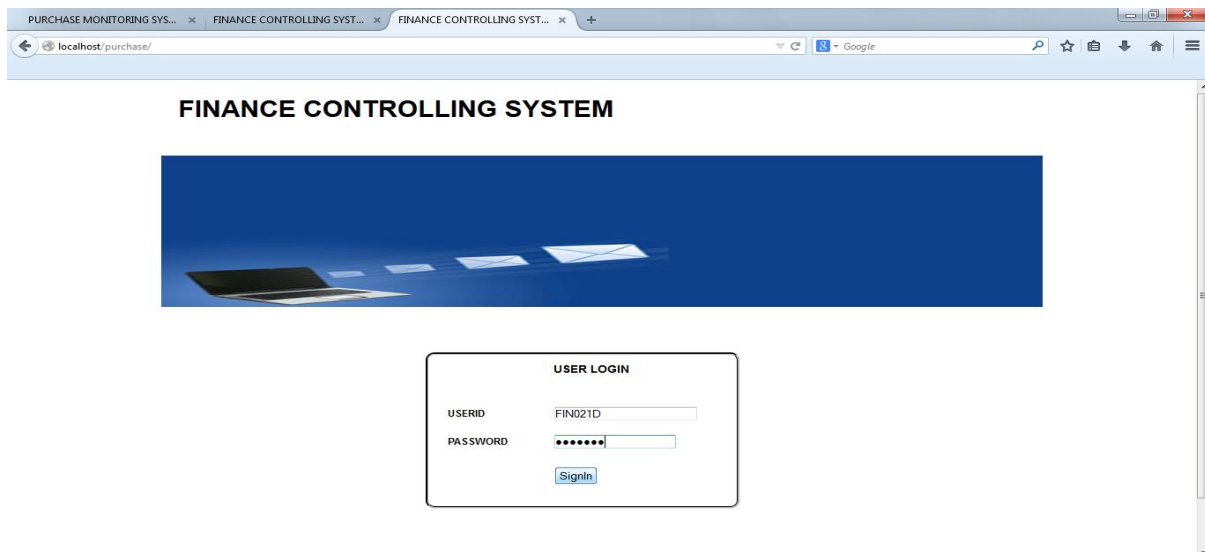 PURCHASE MONITORING SYS... FINANCE CONTROLLING SYST... FINANCE CONTROLLING SYST...
localhost/purchase/ Google
FINANCE CONTROLLING SYSTEM
USER LOGIN
USERID FIN021D
PASSWORD •••••••
SignIn